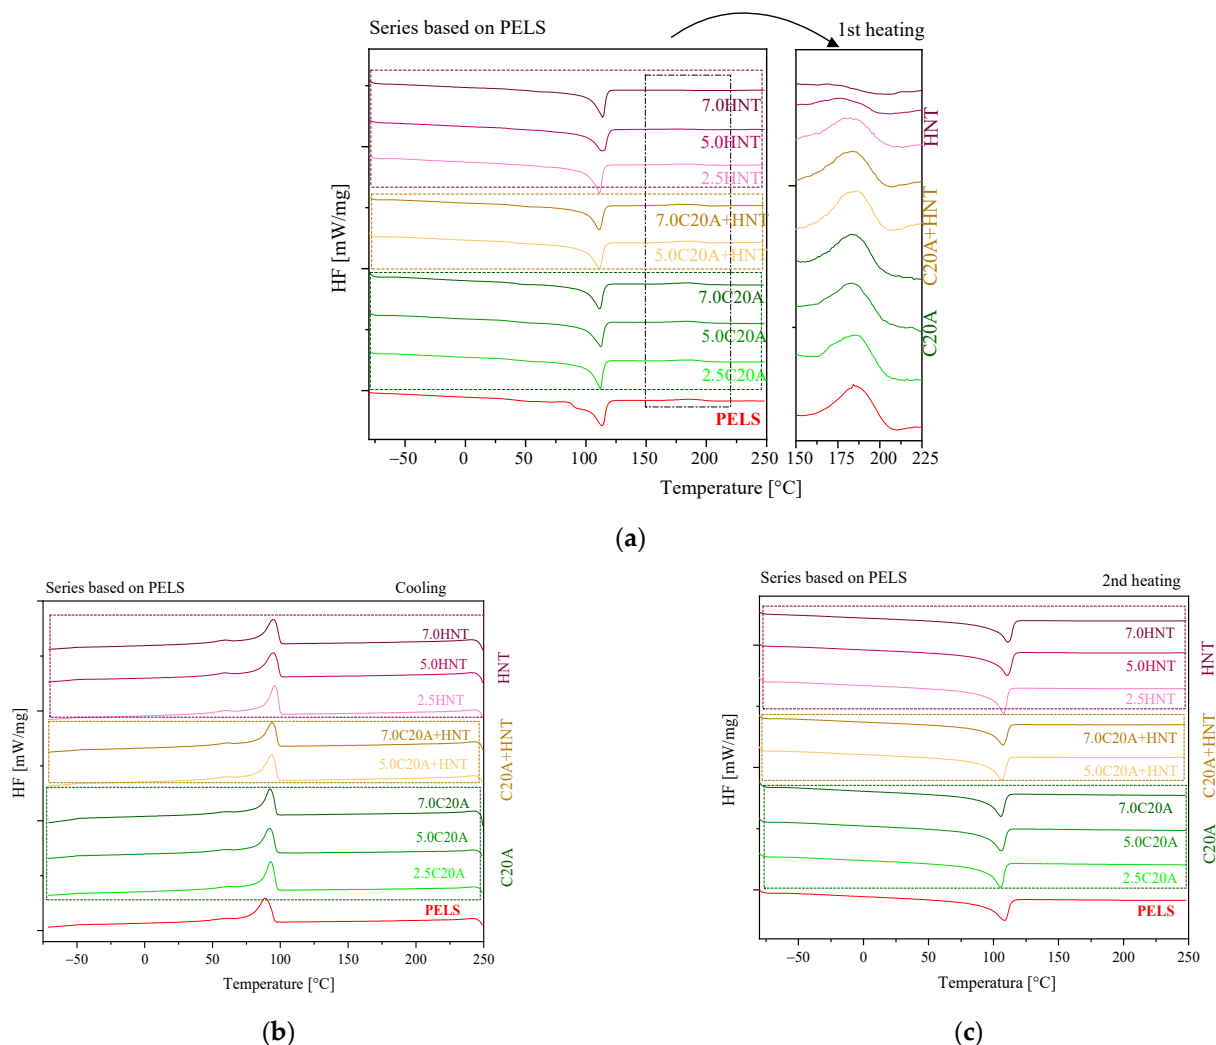 Series based on PELS
1st heating
7.0HNT
5.0HNT
2.5HNT
7.0C20A+HNT
5.0C20A+HNT
7.0C20A
5.0C20A
2.5C20A
PELS
HF [mW/mg]
HNT
C20A+HNT
C20A
−50 0 50 100 150 200 250
150 175 200 225
Temperature [°C]
(a)
Series based on PELS
Cooling
7.0HNT
5.0HNT
2.5HNT
7.0C20A+HNT
5.0C20A+HNT
7.0C20A
5.0C20A
2.5C20A
PELS
HF [mW/mg]
HNT
C20A+HNT
C20A
−50 0 50 100 150 200 250
Temperature [°C]
(b)
Series based on PELS
2nd heating
7.0HNT
5.0HNT
2.5HNT
7.0C20A+HNT
5.0C20A+HNT
7.0C20A
5.0C20A
2.5C20A
PELS
HF [mW/mg]
HNT
C20A+HNT
C20A
−50 0 50 100 150 200 250
Temperatura [°C]
(c)